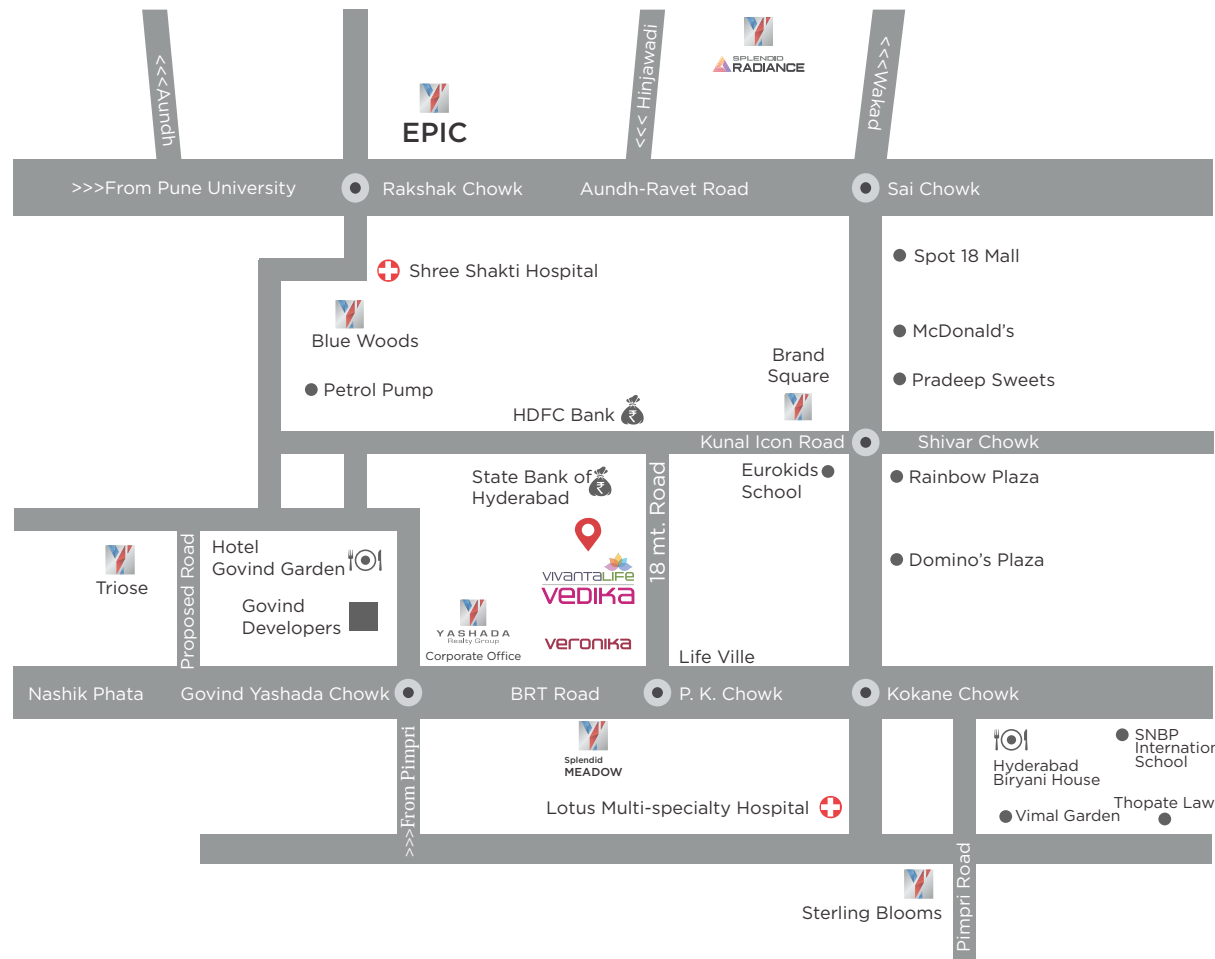 <<<Aundh
<<< Hinjawadi
SPLENDID
RADIANCE
<<<Wakad
EPIC
>>>From Pune University
Rakshak Chowk
Aundh-Ravet Road
Sai Chowk
Shree Shakti Hospital
Spot 18 Mall
Blue Woods
McDonald's
Petrol Pump
Brand
Square
Pradeep Sweets
HDFC Bank
Kunal Icon Road
Shivar Chowk
State Bank of
Hyderabad
18 mt. Road
Eurokids
School
Rainbow Plaza
Proposed Road
Hotel
Govind Garden
Triose
Govind
Developers
VIVANTALIFE
VEDIKA
Domino's Plaza
YASHADA
Realty Group
Corporate Office
veronika
Life Ville
Nashik Phata
Govind Yashada Chowk
BRT Road
P. K. Chowk
Kokane Chowk
>>>From Pimpri
Splendid
MEADOW
Hyderabad
Biryani House
SNBP
Internatior
School
Lotus Multi-specialty Hospital
Vimal Garden
Thopate Law
Pimpri Road
Sterling Blooms